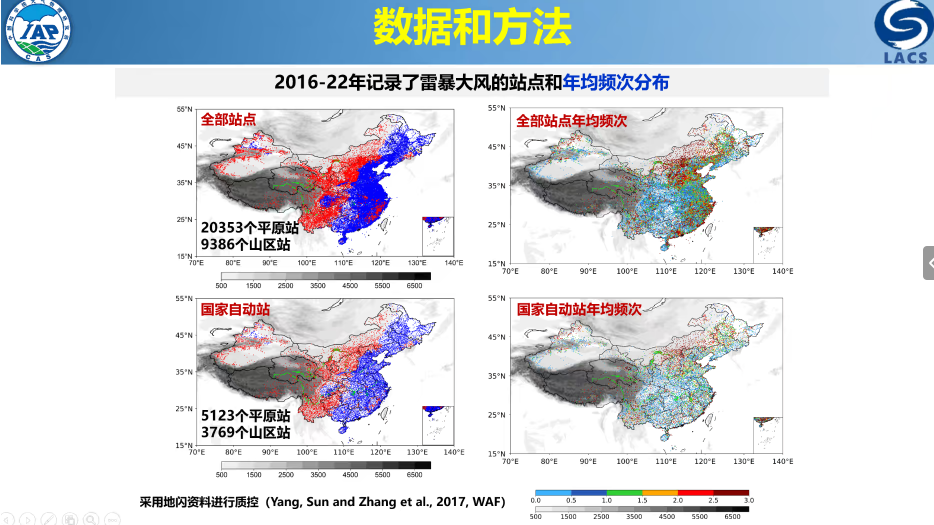 数据和方法
IAP
CAS
LACS
2016-22年记录了雷暴大风的站点和年均频次分布
全部站点
20353个平原站
9386个山区站
55°N
45°N
35°N
25°N
15°N
70°E 80°E 90°E 100°E 110°E 120°E 130°E 140°E
500 1500 2500 3500 4500 5500 6500
全部站点年均频次
55°N
45°N
35°N
25°N
15°N
70°E 80°E 90°E 100°E 110°E 120°E 130°E 140°E
国家自动站
5123个平原站
3769个山区站
55°N
45°N
35°N
25°N
15°N
70°E 80°E 90°E 100°E 110°E 120°E 130°E 140°E
500 1500 2500 3500 4500 5500 6500
国家自动站年均频次
55°N
45°N
35°N
25°N
15°N
70°E 80°E 90°E 100°E 110°E 120°E 130°E 140°E
0.0 0.5 1.0 1.5 2.0 2.5 3.0
500 1500 2500 3500 4500 5500 6500
采用地闪资料进行质控（Yang, Sun and Zhang et al., 2017, WAF）